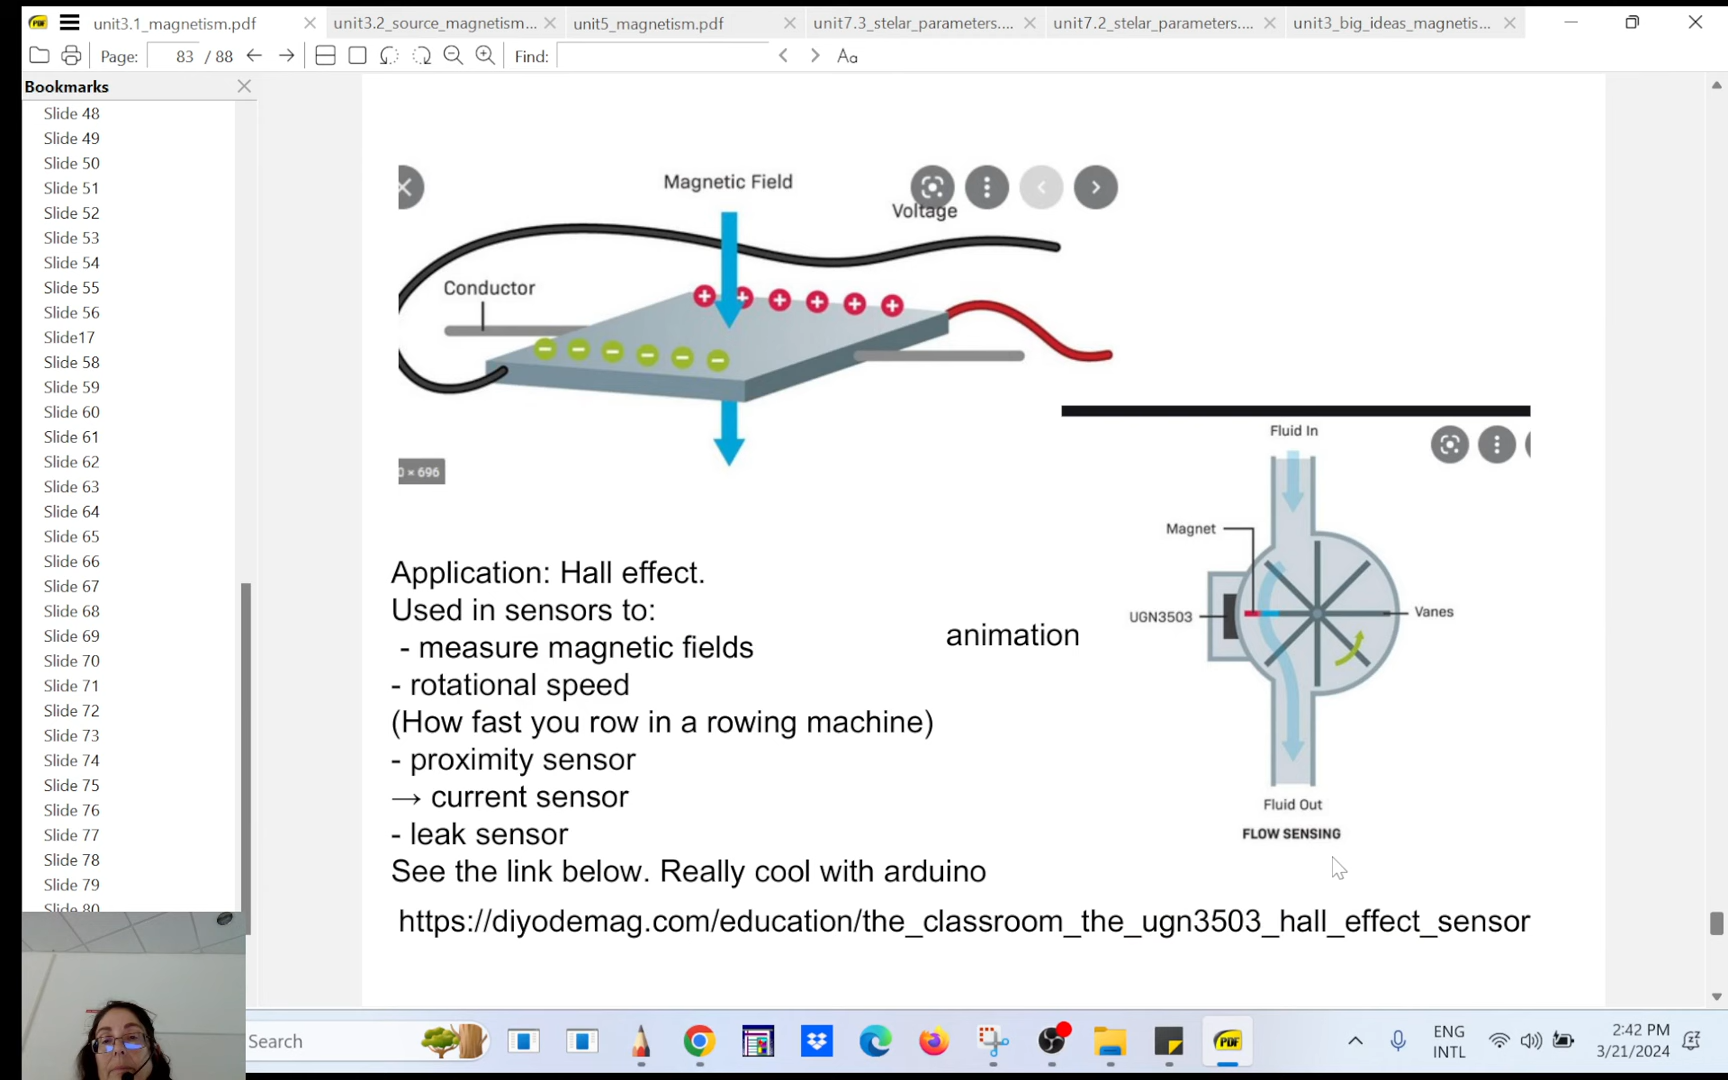 unit3.1_magnetism.pdf
unit3.2_source_magnetism...
unit5_magnetism.pdf
unit7.3_stelar_parameters....
unit7.2_stelar_parameters....
unit3_big_ideas_magnetis...
Page: 83 / 88
Find:
Aa
Bookmarks
Slide 48
Slide 49
Slide 50
Slide 51
Slide 52
Slide 53
Slide 54
Slide 55
Slide 56
Slide17
Slide 58
Slide 59
Slide 60
Slide 61
Slide 62
Slide 63
Slide 64
Slide 65
Slide 66
Slide 67
Slide 68
Slide 69
Slide 70
Slide 71
Slide 72
Slide 73
Slide 74
Slide 75
Slide 76
Slide 77
Slide 78
Slide 79
Slide 80
Magnetic Field
Voltage
Conductor
0 × 696
Fluid In
Magnet
UGN3503
Vanes
Fluid Out
FLOW SENSING
Application: Hall effect.
Used in sensors to:
- measure magnetic fields
- rotational speed
(How fast you row in a rowing machine)
- proximity sensor
→ current sensor
- leak sensor
See the link below. Really cool with arduino
animation
https://diyodemag.com/education/the_classroom_the_ugn3503_hall_effect_sensor
Search
PDF
ENG
INTL
2:42 PM
3/21/2024